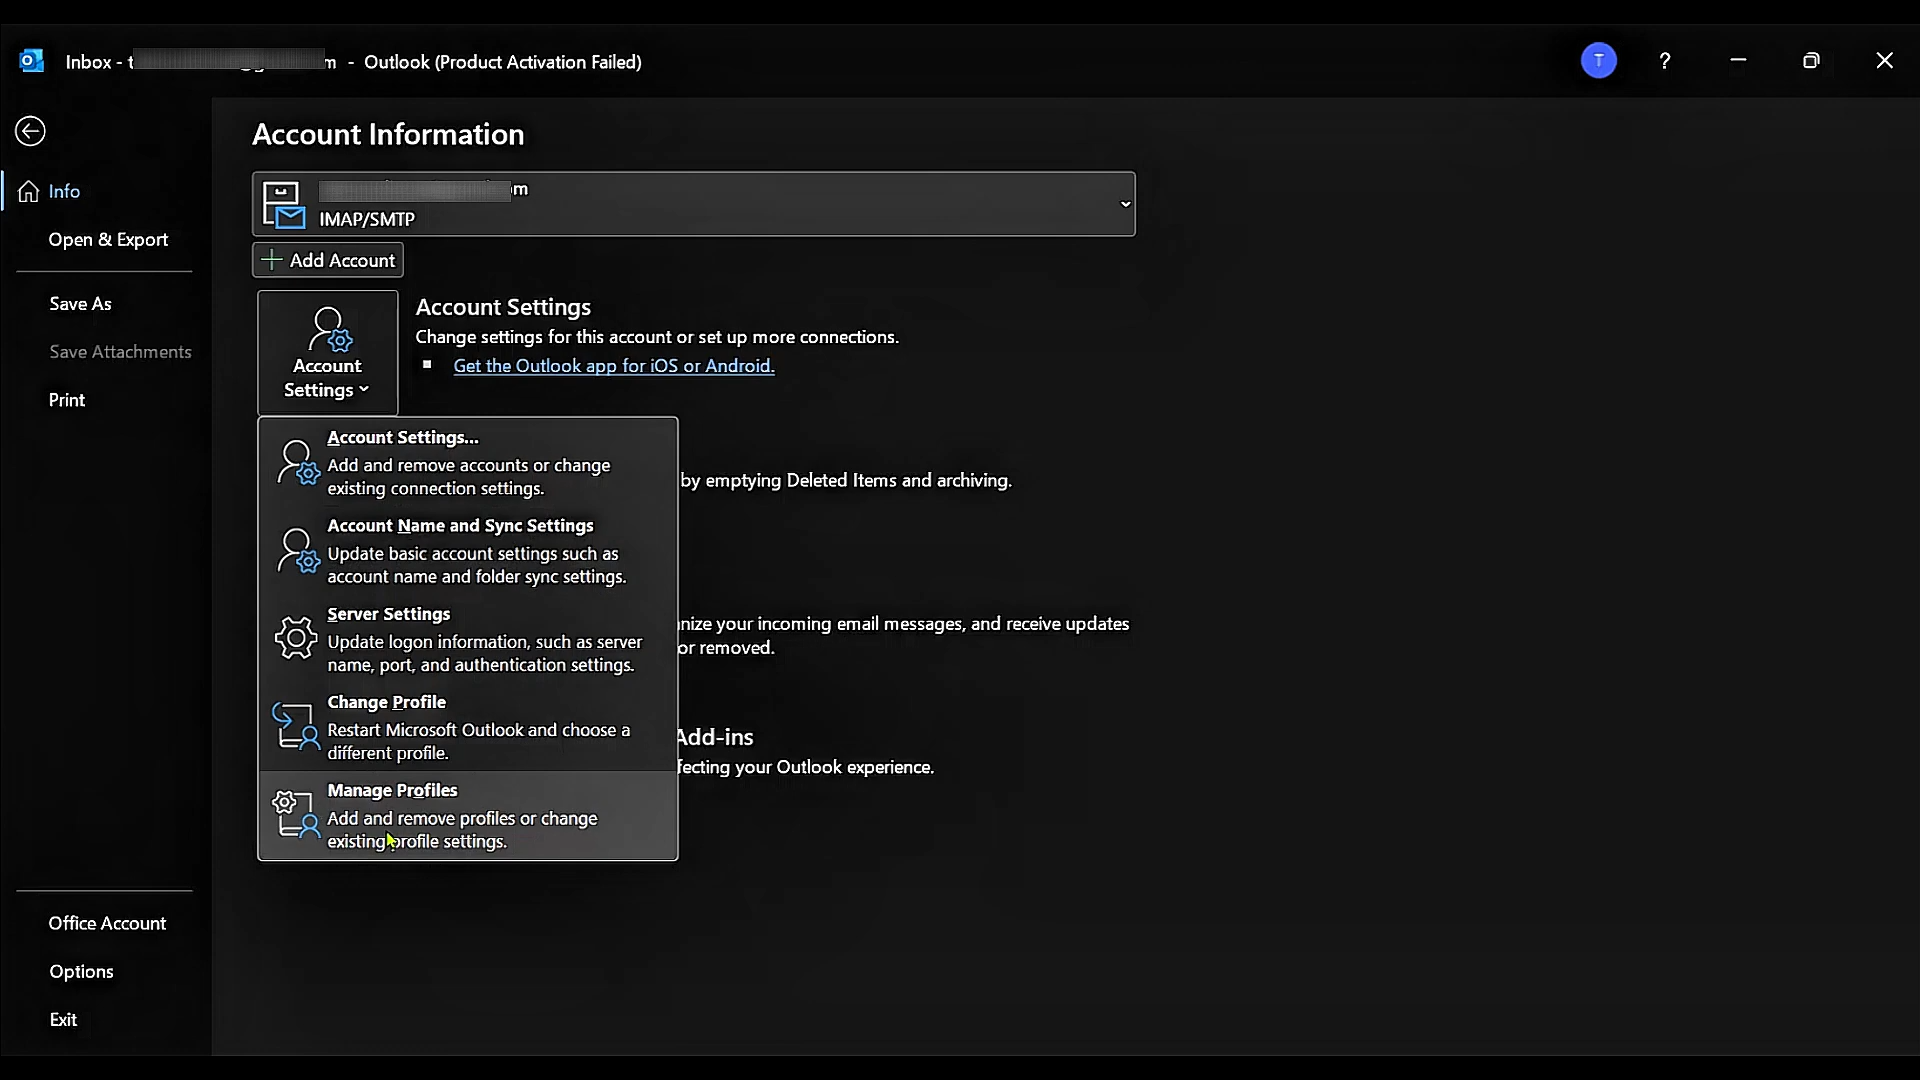 Inbox - t m - Outlook (Product Activation Failed)
T
?
Account Information
Info
m
IMAP/SMTP
Open & Export
Add Account
Save As
Account Settings
Change settings for this account or set up more connections.
Get the Outlook app for iOS or Android.
Account
Settings
Save Attachments
Print
Account Settings...
Add and remove accounts or change
existing connection settings.
by emptying Deleted Items and archiving.
Account Name and Sync Settings
Update basic account settings such as
account name and folder sync settings.
Server Settings
Update logon information, such as server
name, port, and authentication settings.
nize your incoming email messages, and receive updates
or removed.
Change Profile
Restart Microsoft Outlook and choose a
different profile.
Add-ins
fecting your Outlook experience.
Manage Profiles
Add and remove profiles or change
existing profile settings.
Office Account
Options
Exit